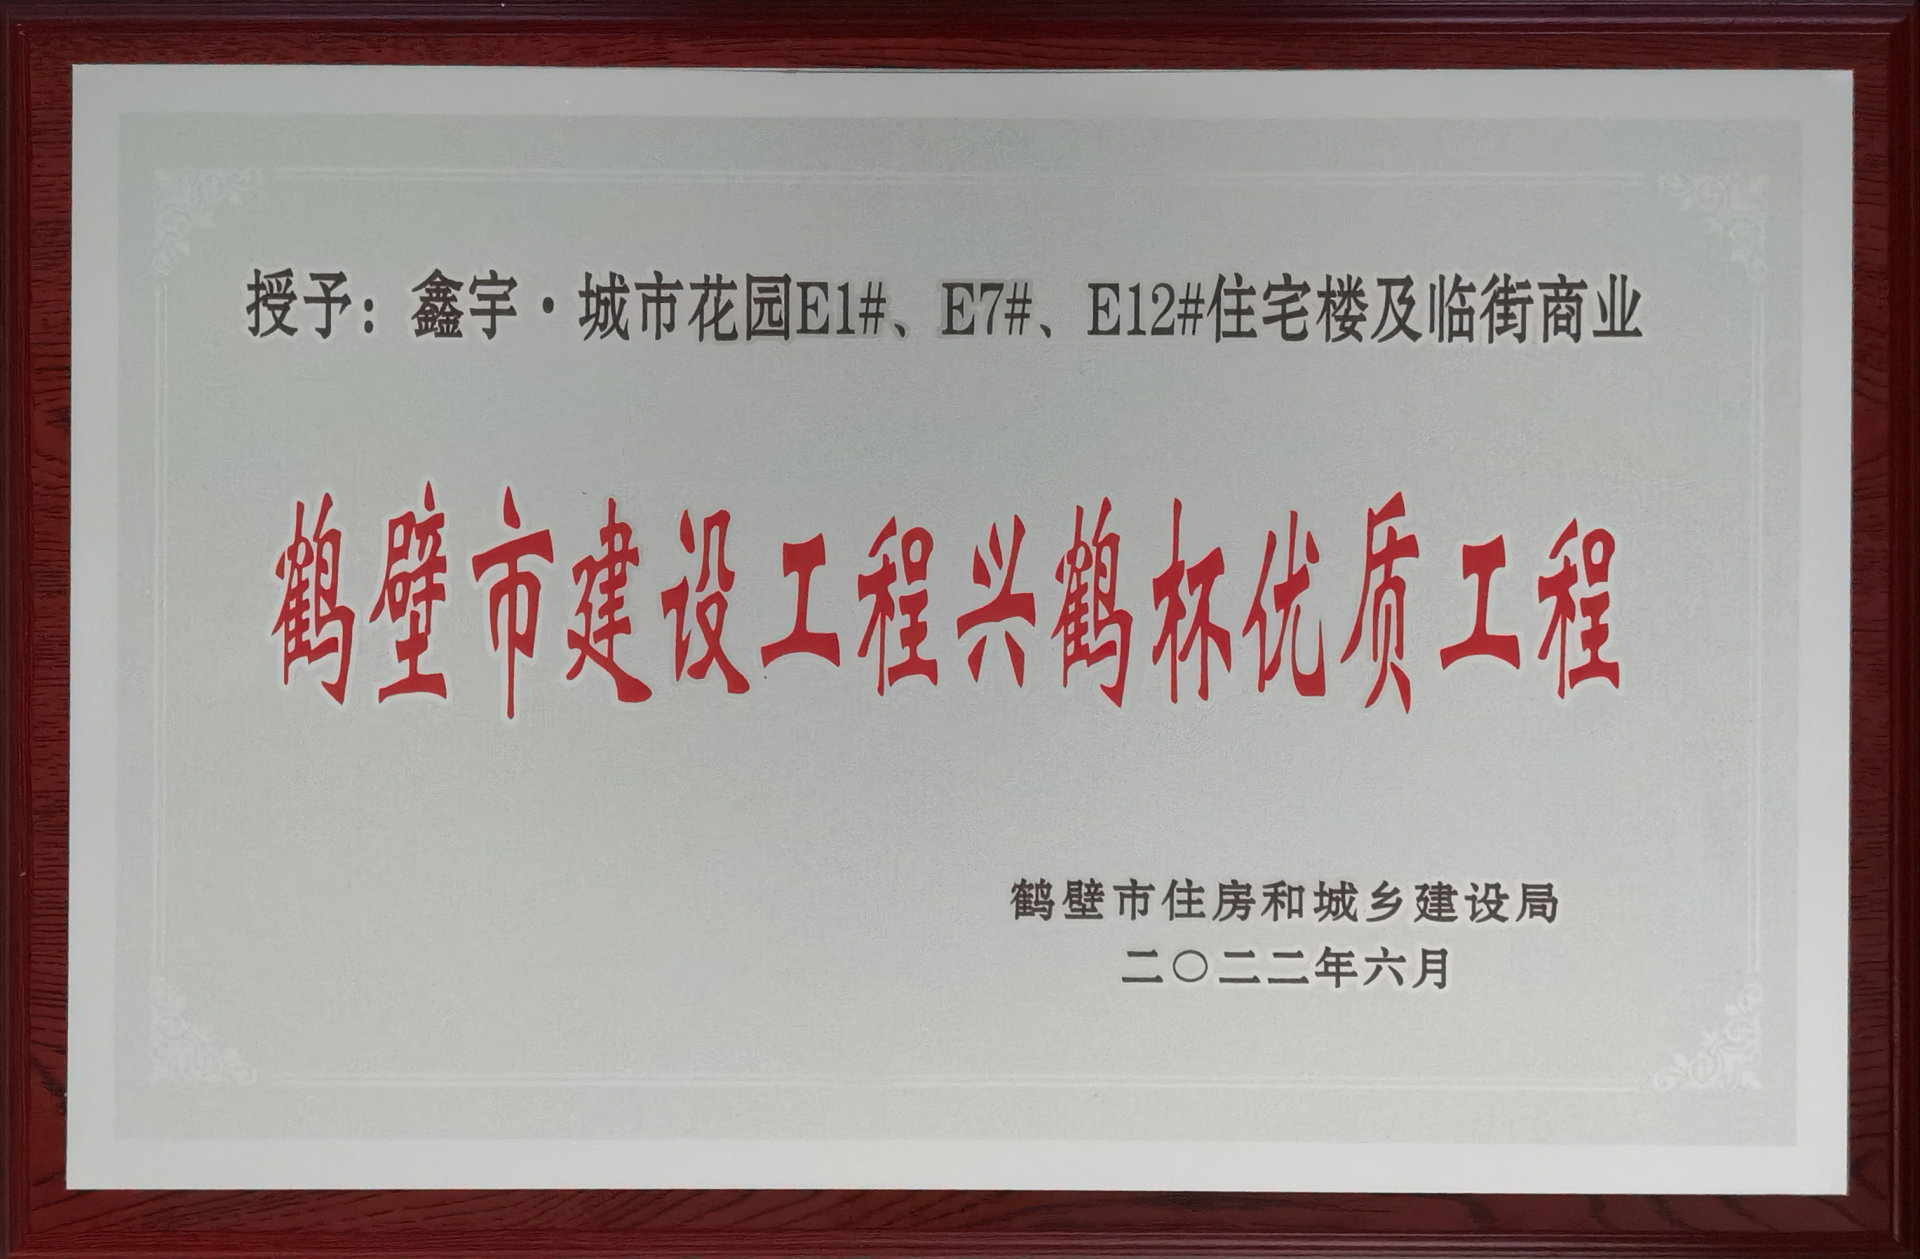 授予：鑫宇·城市花园E1#、E7#、E12#住宅楼及临街商业
鹤壁市建设工程兴鹤杯优质工程
鹤壁市住房和城乡建设局
二〇二二年六月